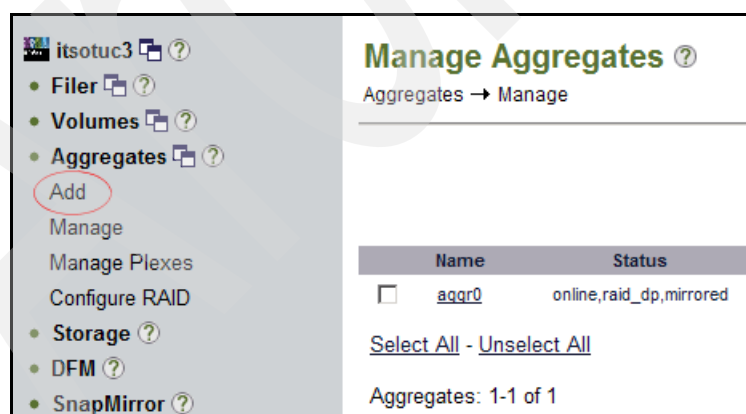 itsotuc3
Filer
Volumes
Aggregates
Add
Manage
Manage Plexes
Configure RAID
Storage
DFM
SnapMirror
Manage Aggregates
Aggregates → Manage
Name Status
aggr0 online,raid_dp,mirrored
Select All - Unselect All
Aggregates: 1-1 of 1